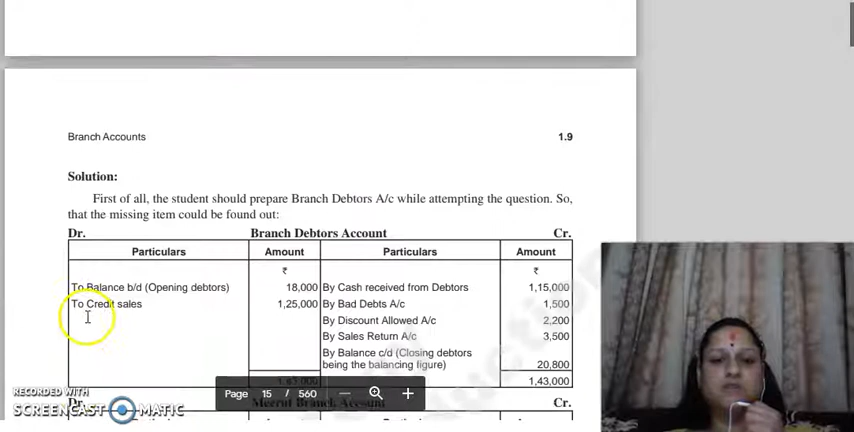 Branch Accounts 1.9
Solution:
First of all, the student should prepare Branch Debtors A/c while attempting the question. So,
that the missing item could be found out:
Dr. Branch Debtors Account Cr.
Particulars Amount Particulars Amount
₹ ₹
To Balance b/d (Opening debtors) 18,000 By Cash received from Debtors 1,15,000
To Credit sales 1,25,000 By Bad Debts A/c 1,500
By Discount Allowed A/c 2,200
By Sales Return A/c 3,500
By Balance c/d (Closing debtors
being the balancing figure) 20,800
1,43,000
Dr. Meerut Branch Account Cr.
Page 15 / 560
RECORDED WITH
SCREENCAST MATIC